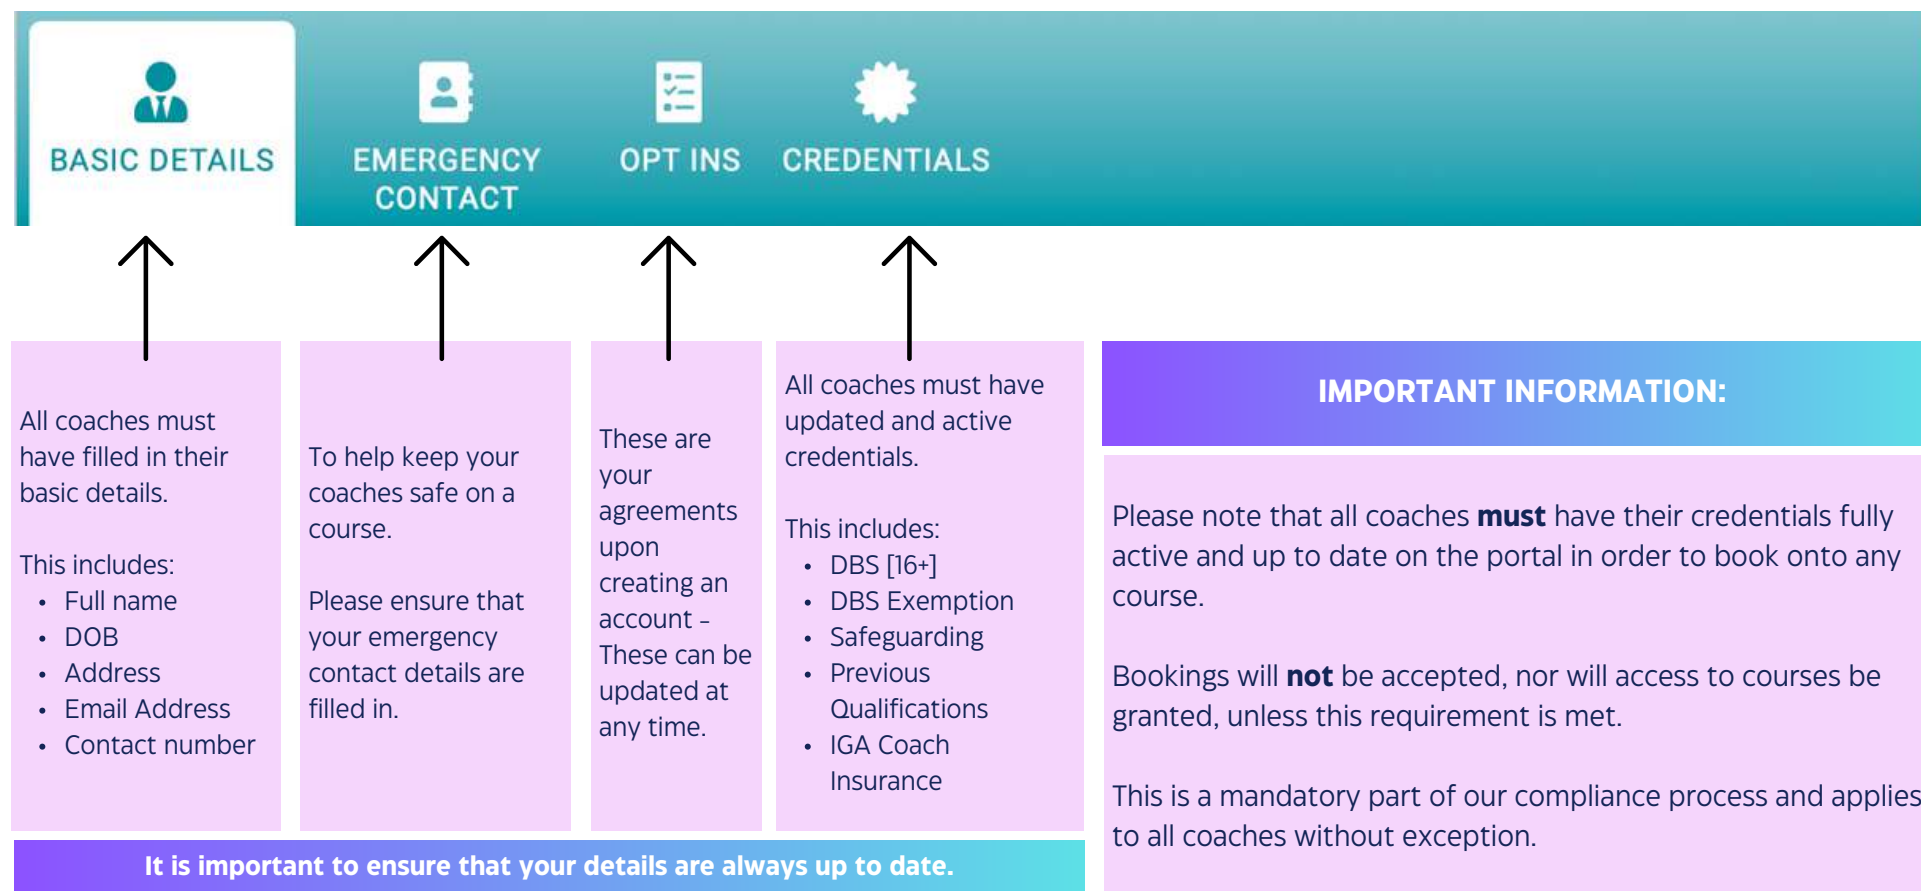 BASIC DETAILS
EMERGENCY
CONTACT
OPT INS
CREDENTIALS
All coaches must
have filled in their
basic details.
This includes:
• Full name
• DOB
• Address
• Email Address
• Contact number
To help keep your
coaches safe on a
course.
Please ensure that
your emergency
contact details are
filled in.
These are
your
agreements
upon
creating an
account –
These can be
updated at
any time.
All coaches must have
updated and active
credentials.
This includes:
• DBS [16+]
• DBS Exemption
• Safeguarding
• Previous
Qualifications
• IGA Coach
Insurance
It is important to ensure that your details are always up to date.
IMPORTANT INFORMATION:
Please note that all coaches must have their credentials fully
active and up to date on the portal in order to book onto any
course.
Bookings will not be accepted, nor will access to courses be
granted, unless this requirement is met.
This is a mandatory part of our compliance process and applies
to all coaches without exception.